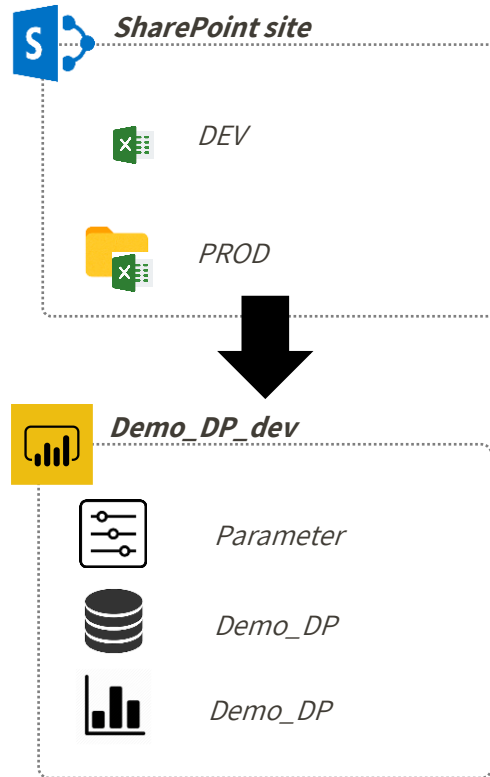 SharePoint site
DEV
PROD
Demo_DP_dev
Parameter
Demo_DP
Demo_DP